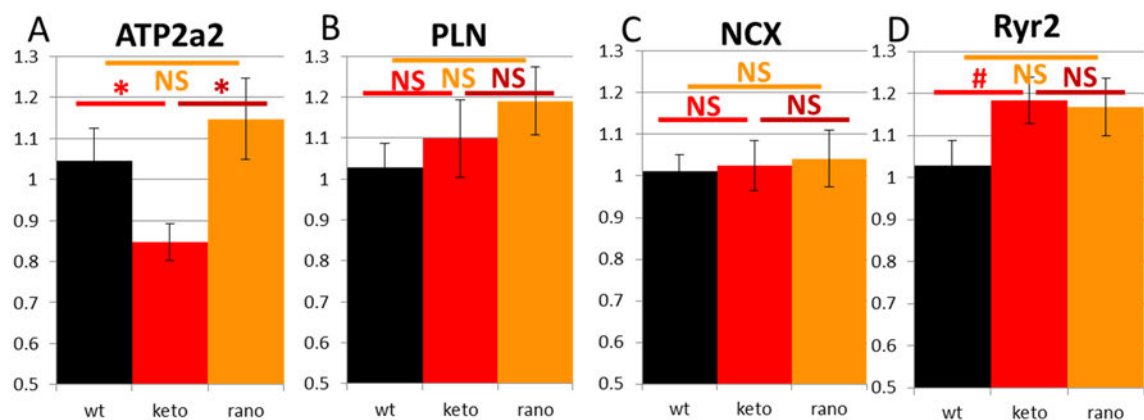 A
ATP2a2
1.3
1.2
1.1
1
0.9
0.8
0.7
0.6
0.5
*
NS
*
wt
keto
rano
B
PLN
1.3
1.2
1.1
1
0.9
0.8
0.7
0.6
0.5
NS
NS
NS
wt
keto
rano
C
NCX
1.3
1.2
1.1
1
0.9
0.8
0.7
0.6
0.5
NS
NS
NS
wt
keto
rano
D
Ryr2
1.3
1.2
1.1
1
0.9
0.8
0.7
0.6
0.5
#
NS
NS
wt
keto
rano